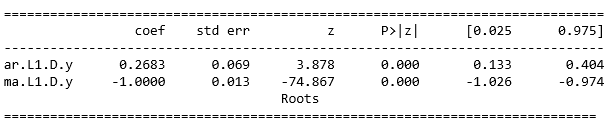 ==============================================================================
                 coef    std err          z      P>|z|      [0.025      0.975]
------------------------------------------------------------------------------
ar.L1.D.y      0.2683      0.069      3.878      0.000       0.133       0.404
ma.L1.D.y     -1.0000      0.013    -74.867      0.000      -1.026      -0.974
                                    Roots
=============================================================================